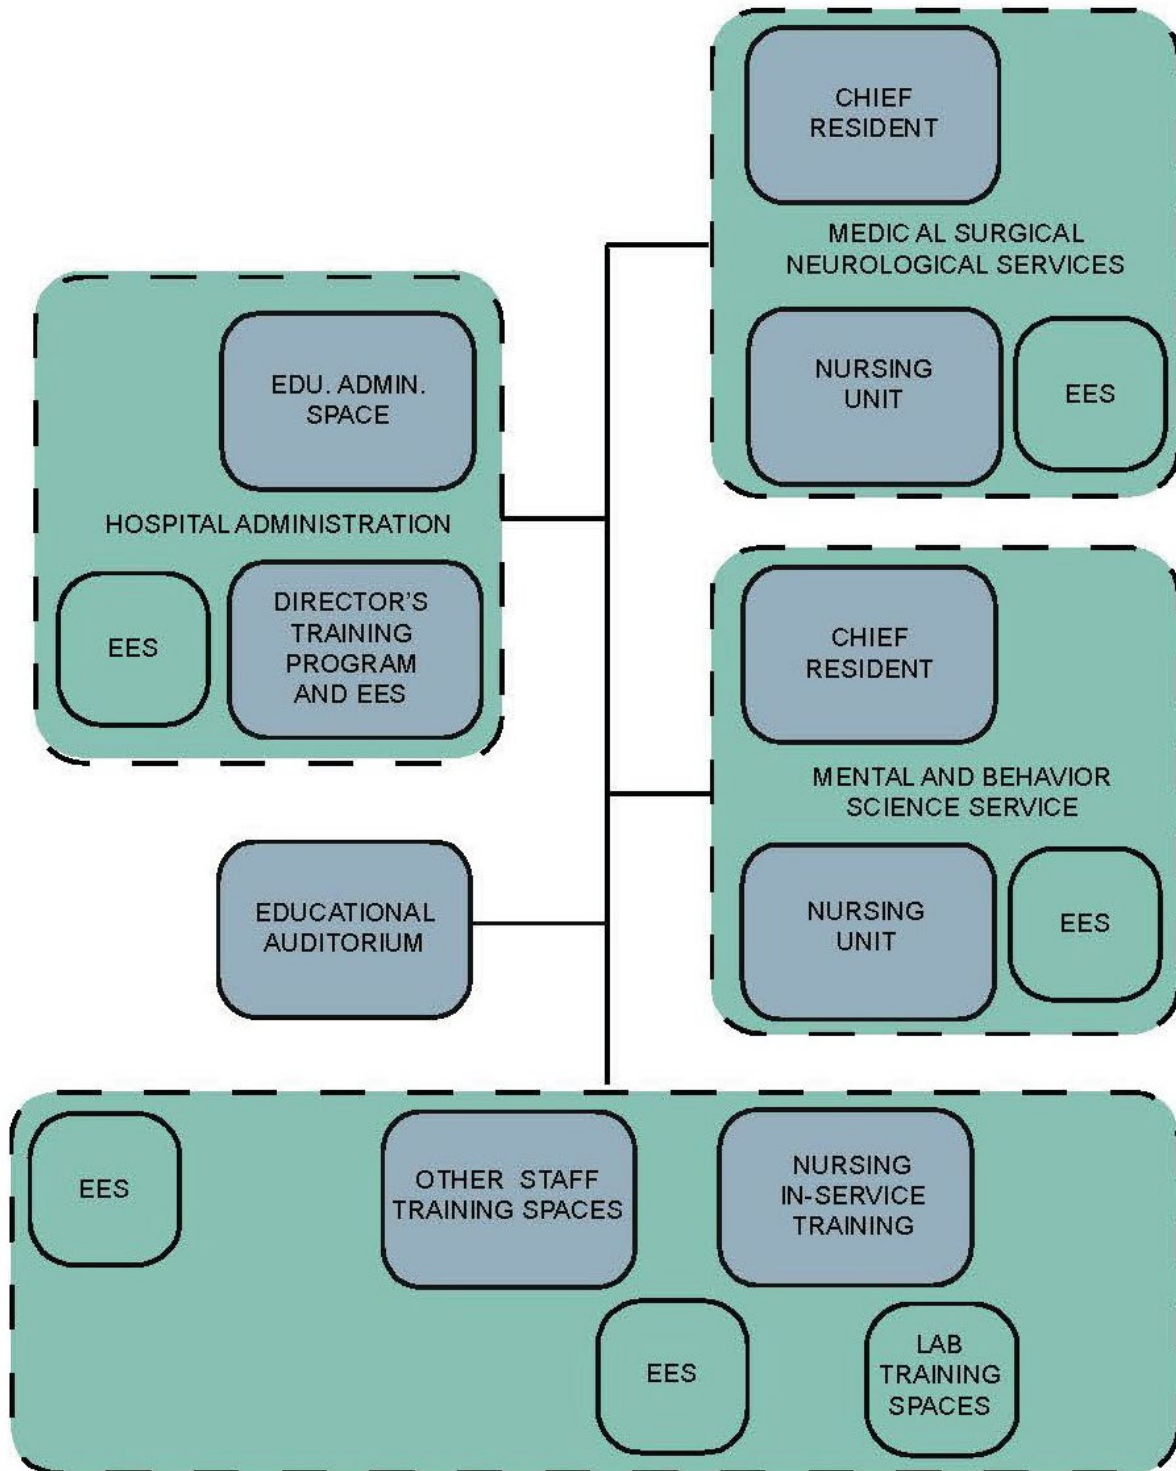 CHIEF
RESIDENT
MEDICAL SURGICAL
NEUROLOGICAL SERVICES
NURSING
UNIT
EES
EDU. ADMIN.
SPACE
HOSPITAL ADMINISTRATION
EES
DIRECTOR'S
TRAINING
PROGRAM
AND EES
CHIEF
RESIDENT
MENTAL AND BEHAVIOR
SCIENCE SERVICE
NURSING
UNIT
EES
EDUCATIONAL
AUDITORIUM
EES
OTHER STAFF
TRAINING SPACES
NURSING
IN-SERVICE
TRAINING
EES
LAB
TRAINING
SPACES